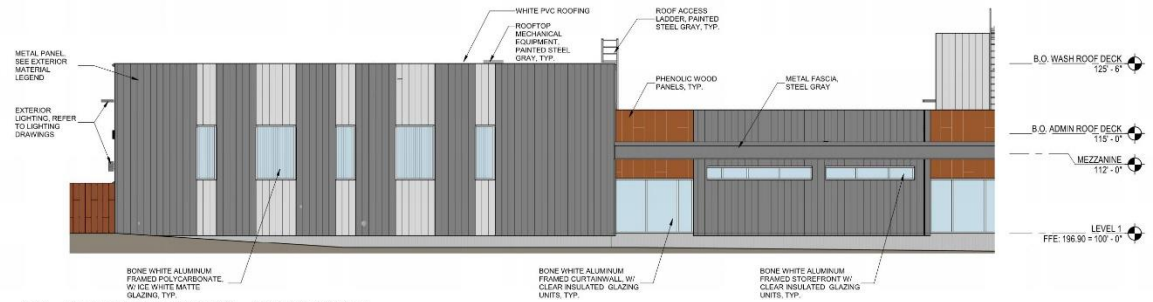 WHITE PVC ROOFING
ROOFTOP
MECHANICAL
EQUIPMENT,
PAINTED STEEL
GRAY, TYP.
ROOF ACCESS
LADDER, PAINTED
STEEL GRAY, TYP.
METAL PANEL,
SEE EXTERIOR
MATERIAL
LEGEND
EXTERIOR
LIGHTING, REFER
TO LIGHTING
DRAWINGS
PHENOLIC WOOD
PANELS, TYP.
METAL FASCIA,
STEEL GRAY
B.O. WASH ROOF DECK
125' - 6"
B.O. ADMIN ROOF DECK
115' - 0"
MEZZANINE
112' - 0"
LEVEL 1
FFE: 196.90 = 100' - 0"
BONE WHITE ALUMINUM
FRAMED POLYCARBONATE,
W/ ICE WHITE MATTE
GLAZING, TYP.
BONE WHITE ALUMINUM
FRAMED CURTAINWALL, W/
CLEAR INSULATED GLAZING
UNITS, TYP.
BONE WHITE ALUMINUM
FRAMED STOREFRONT W/
CLEAR INSULATED GLAZING
UNITS, TYP.